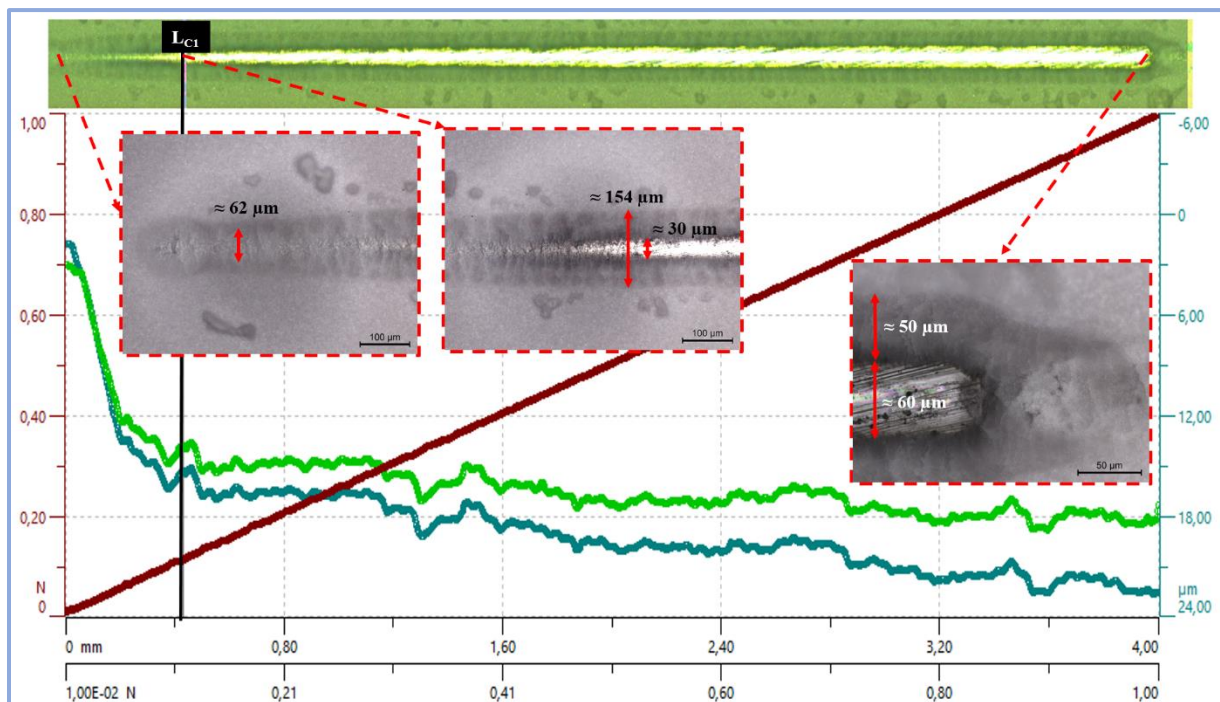 LC1
1,00
0,80
0,60
0,40
0,20
N
0
-6,00
0
6,00
12,00
18,00
µm
24,00
≈ 62 µm
100 µm
≈ 154 µm
≈ 30 µm
100 µm
≈ 50 µm
≈ 60 µm
50 µm
0 mm 0,80 1,60 2,40 3,20 4,00
1,00E-02 N 0,21 0,41 0,60 0,80 1,00